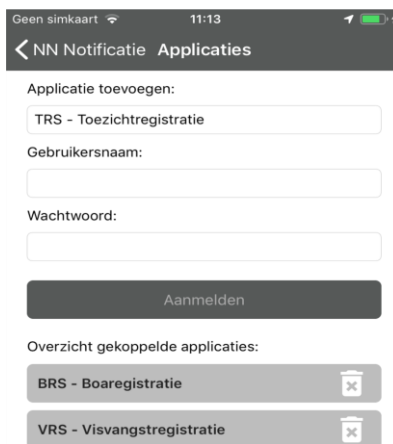 Geen simkaart 11:13
NN Notificatie Applicaties
Applicatie toevoegen:
TRS - Toezichtregistratie
Gebruikersnaam:
Wachtwoord:
Aanmelden
Overzicht gekoppelde applicaties:
BRS - Boaregistratie
VRS - Visvangstregistratie